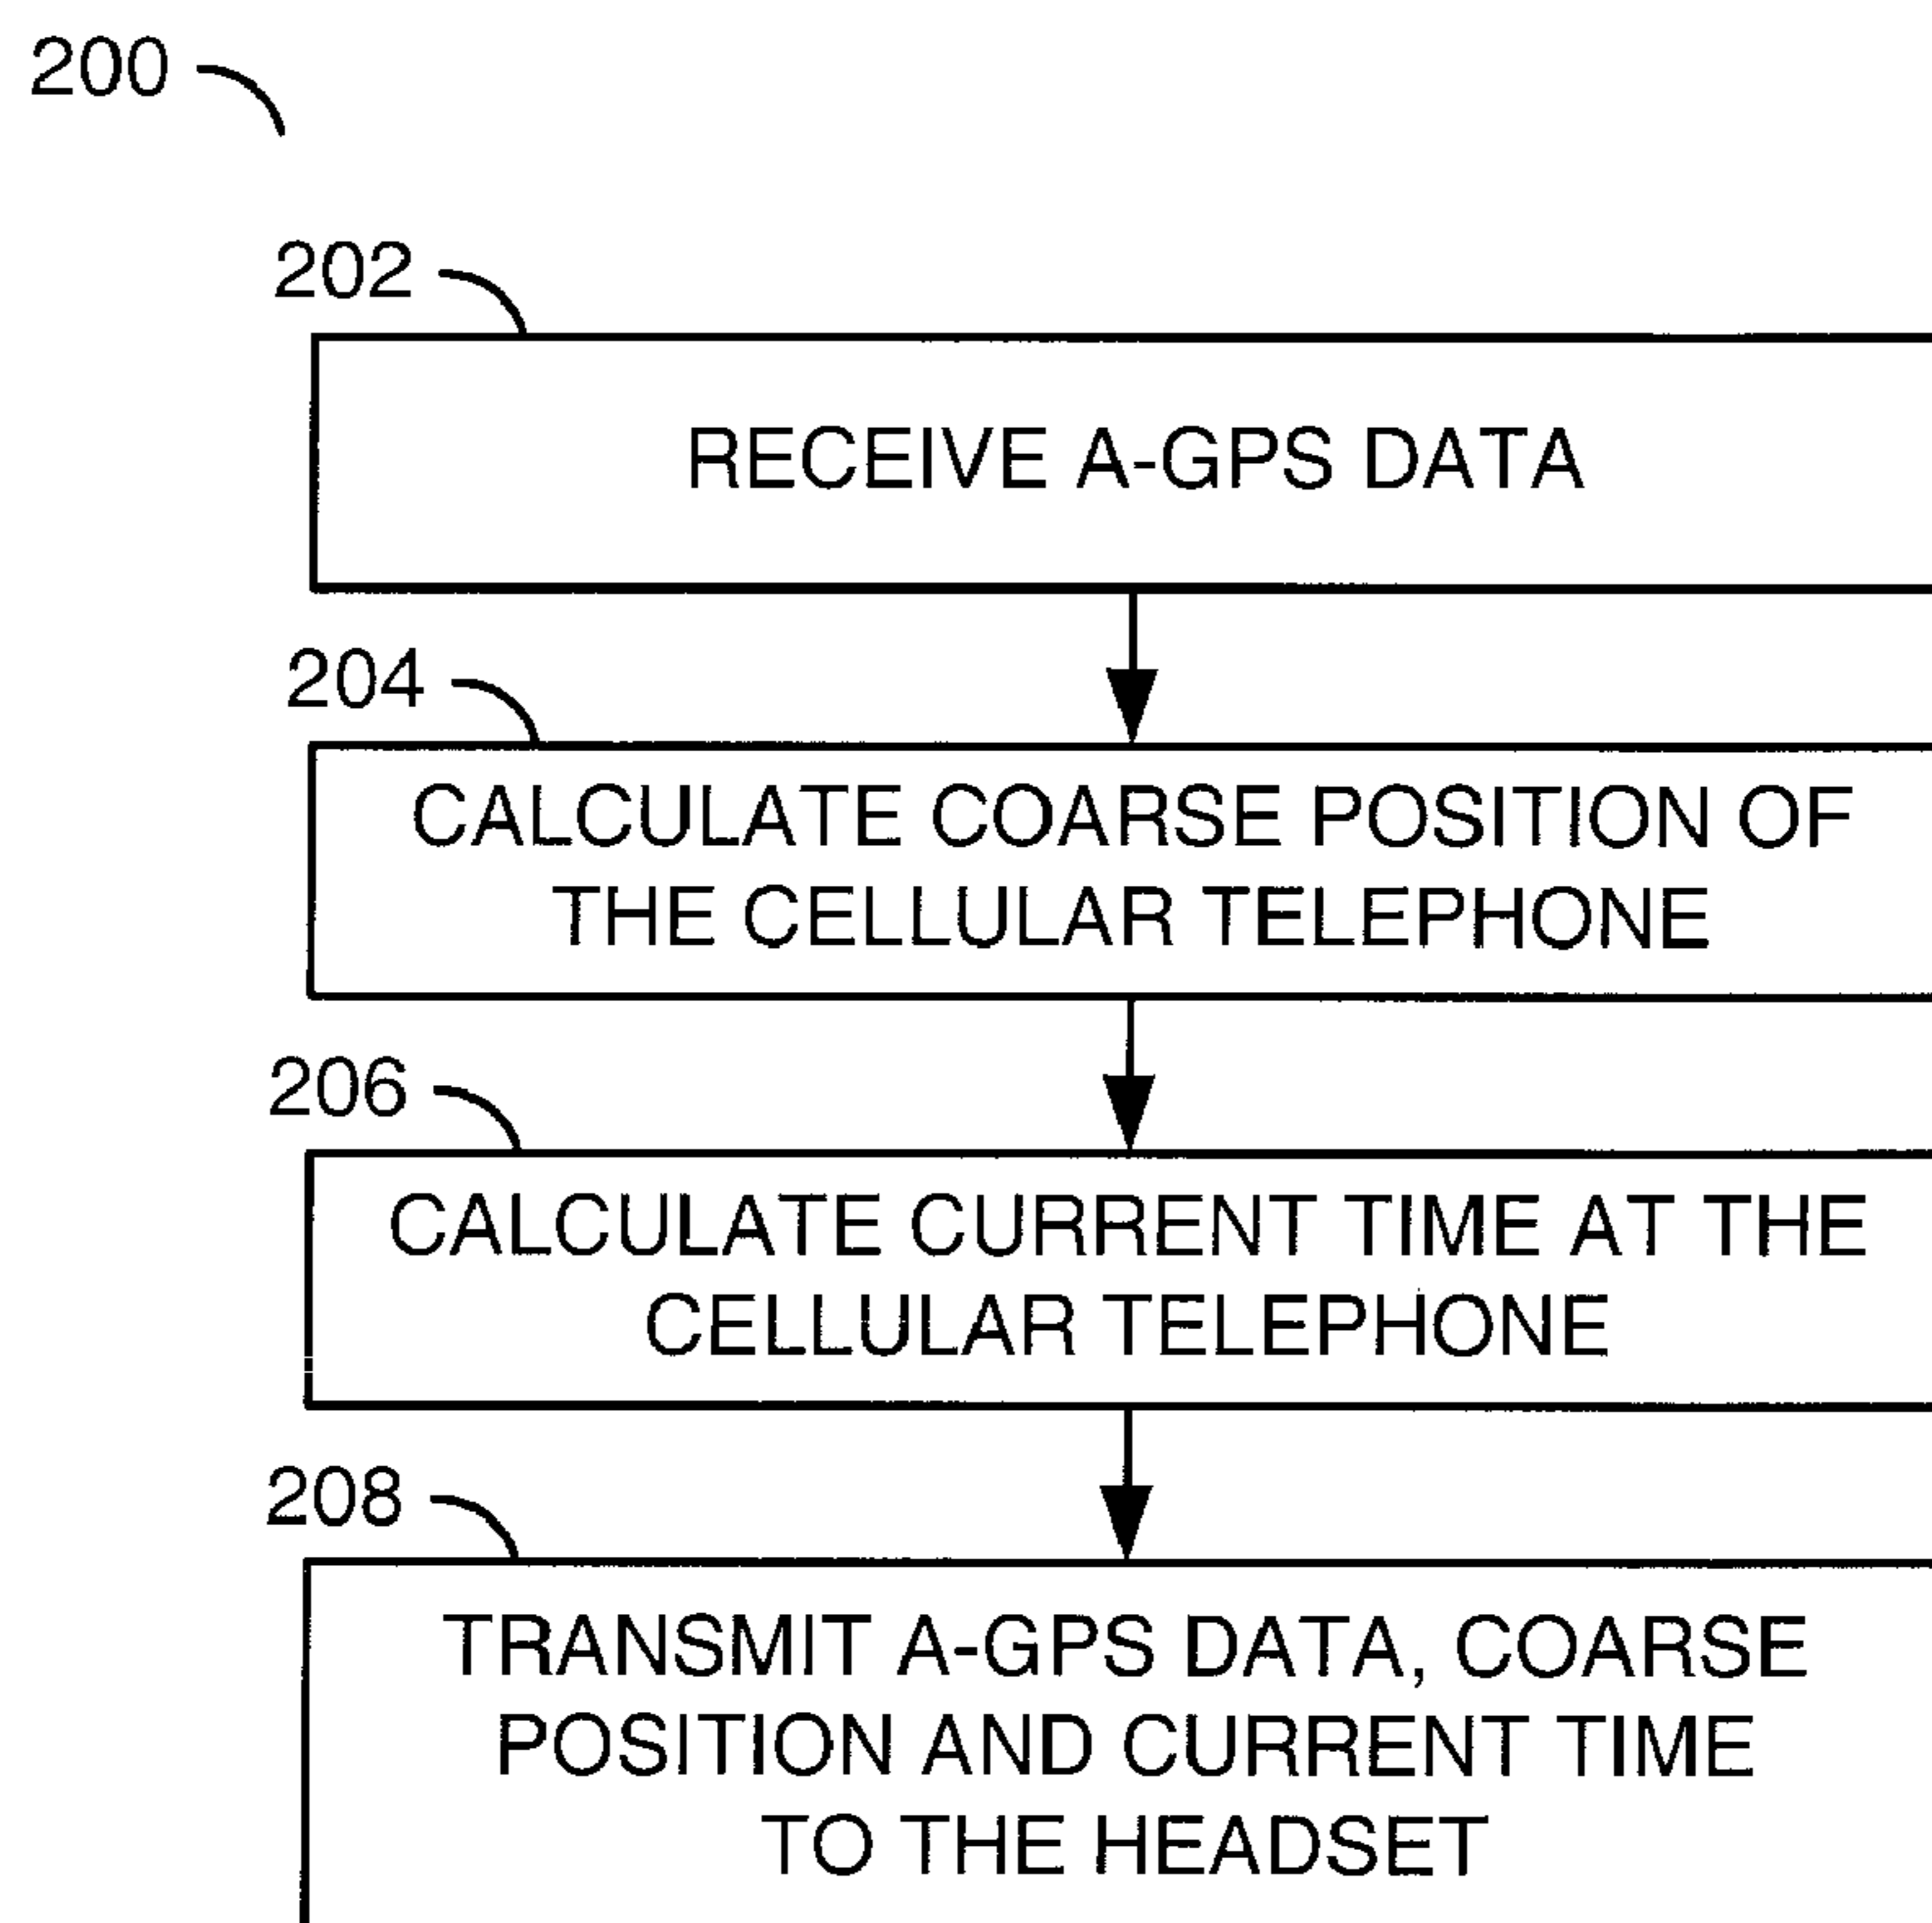 200
202
RECEIVE A-GPS DATA
204
CALCULATE COARSE POSITION OF
THE CELLULAR TELEPHONE
206
CALCULATE CURRENT TIME AT THE
CELLULAR TELEPHONE
208
TRANSMIT A-GPS DATA, COARSE
POSITION AND CURRENT TIME
TO THE HEADSET